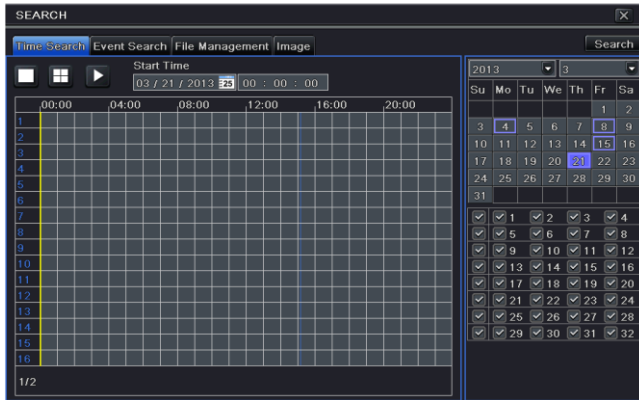 SEARCH
Time Search Event Search File Management Image
Search
Start Time
03 / 21 / 2013 25 00 : 00 : 00
00:00 04:00 08:00 12:00 16:00 20:00
1
2
3
4
5
6
7
8
9
10
11
12
13
14
15
16
1/2
2013 3
Su Mo Tu We Th Fr Sa
1 2
3 4 5 6 7 8 9
10 11 12 13 14 15 16
17 18 19 20 21 22 23
24 25 26 27 28 29 30
31
1 2 3 4
5 6 7 8
9 10 11 12
13 14 15 16
17 18 19 20
21 22 23 24
25 26 27 28
29 30 31 32